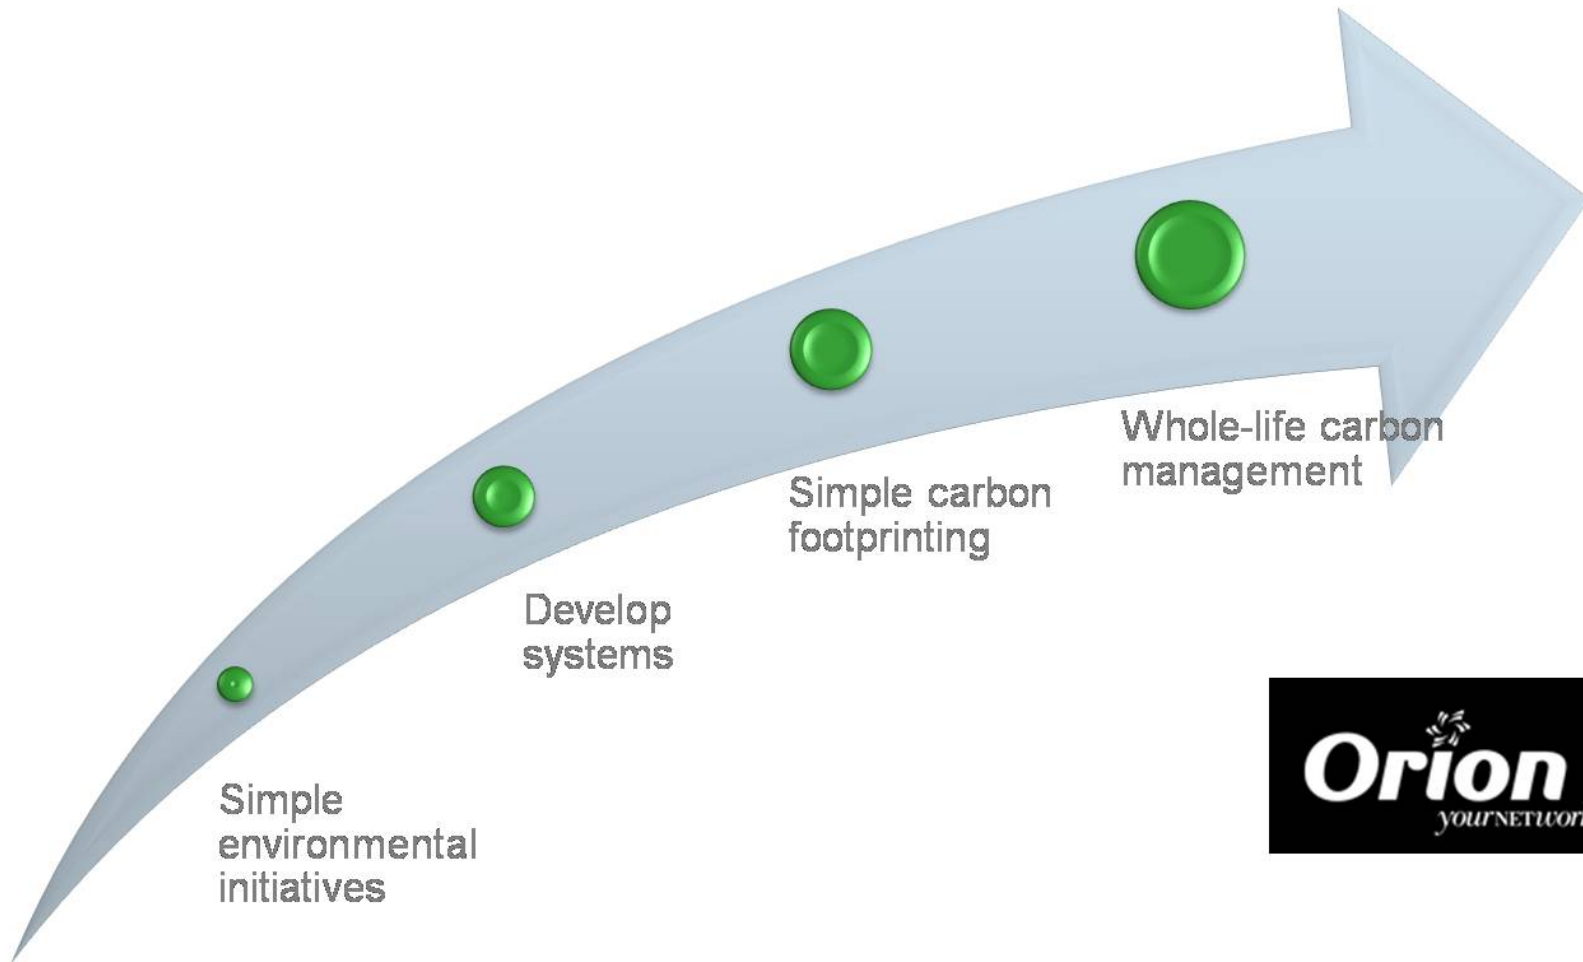 Whole-life carbon
management
Simple carbon
footprinting
Develop
systems
Simple
environmental
initiatives
Orion